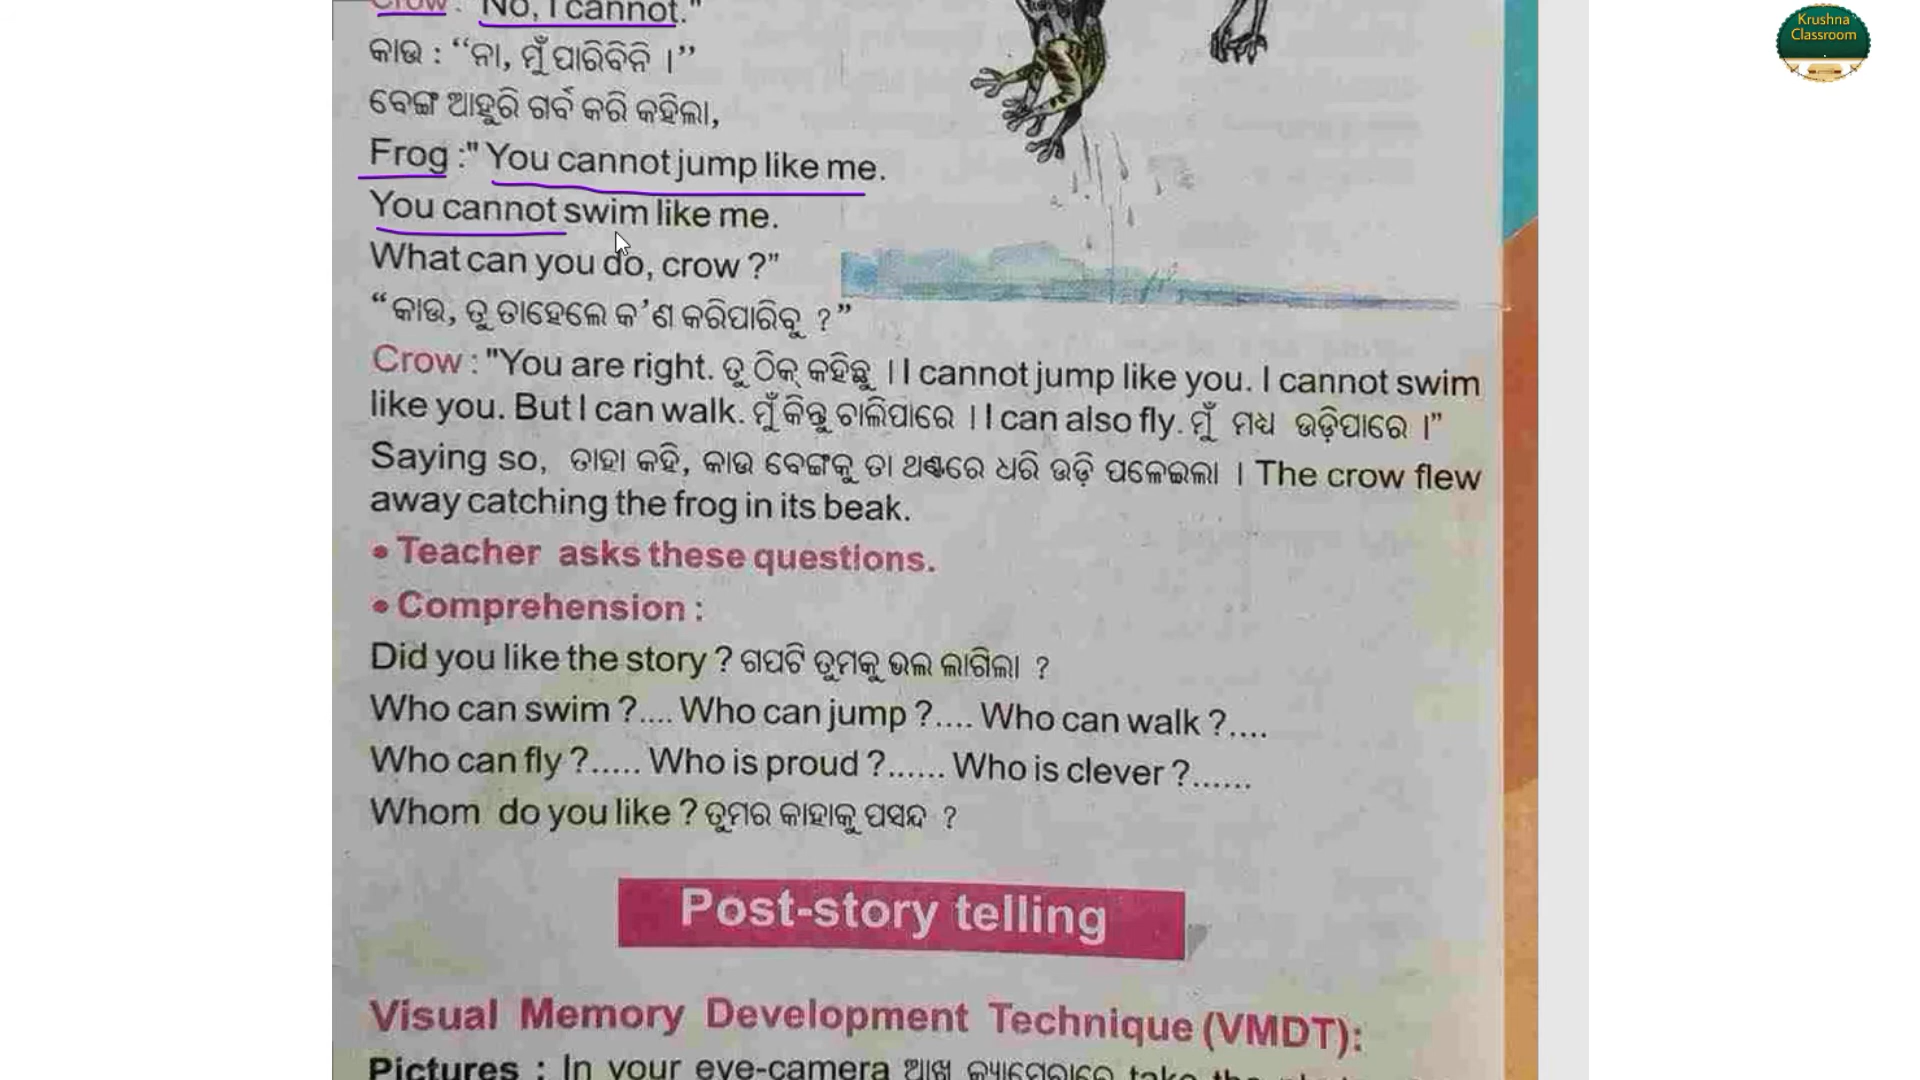 Crow : "No, I cannot."
କାଉ : “ନା, ମୁଁ ପାରିବିନି ।”
ବେଙ୍ଗ ଆହୁରି ଗର୍ବ କରି କହିଲା,
Frog :" You cannot jump like me.
You cannot swim like me.
What can you do, crow ?”
“କାଉ, ତୁ ତାହେଲେ କ’ଣ କରିପାରିବୁ ?”
Crow : "You are right. ତୁ ଠିକ୍ କହିଛୁ । I cannot jump like you. I cannot swim
like you. But I can walk. ମୁଁ କିନ୍ତୁ ଚାଲିପାରେ । I can also fly. ମୁଁ ମଧ୍ୟ ଉଡ଼ିପାରେ ।”
Saying so, ତାହା କହି, କାଉ ବେଙ୍ଗକୁ ତା ଥଣ୍ଟରେ ଧରି ଉଡ଼ି ପଳେଇଲା । The crow flew
away catching the frog in its beak.
• Teacher asks these questions.
• Comprehension :
Did you like the story ? ଗପଟି ତୁମକୁ ଭଲ ଲାଗିଲା ?
Who can swim ?.... Who can jump ?.... Who can walk ?....
Who can fly ?..... Who is proud ?...... Who is clever ?......
Whom do you like ? ତୁମର କାହାକୁ ପସନ୍ଦ ?
Post-story telling
Visual Memory Development Technique (VMDT):
Pictures : In your eye-camera ଆଖି କ୍ୟାମେରାରେ take the
Krushna
Classroom